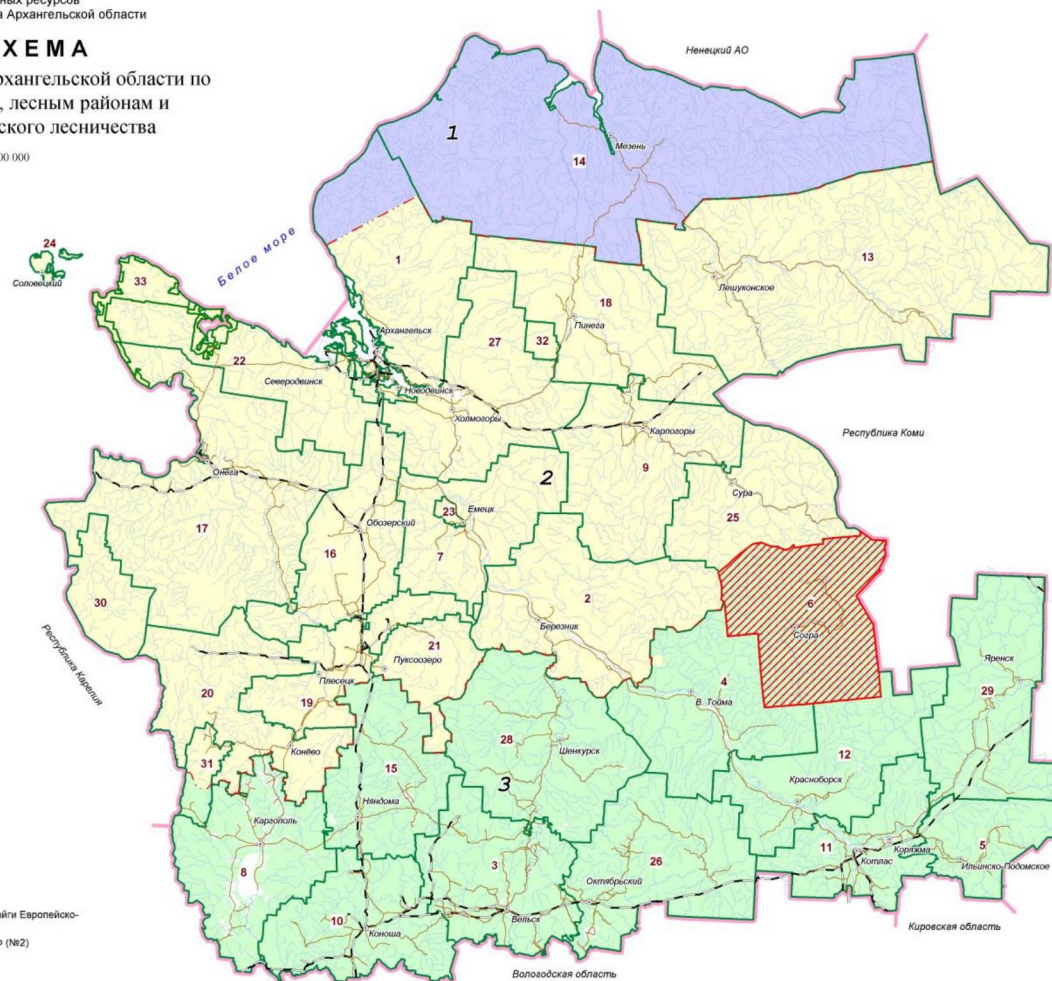 ных ресурсов
а Архангельской области
ХЕМА
рхангельской области по
, лесным районам и
ского лесничества
00 000
Ненецкий АО
1
Мезень
14
13
24
Соловецкий
Белое море
1
Лешуконское
33
18
Пинега
Архангельск
27
32
22
Северодвинск
Новодвинск
Холмогоры
Карпогоры
Республика Коми
9
Онега
2
Сура
23
Емецк
25
17
Обозерский
16
7
30
2
6
Березник
Согра
Республика Карелия
21
Пуксоозеро
Яренск
4
20
Плесецк
29
19
В. Тойма
28
Шенкурск
12
Кондво
31
15
3
Красноборск
Няндома
Каргополь
Коряжма
5
11
Котлас
Ильинско-Подомское
8
3
26
Октябрьский
10
Вельск
Коноша
Кировская область
айги Европейско-
Ф (№2)
Вологодская область